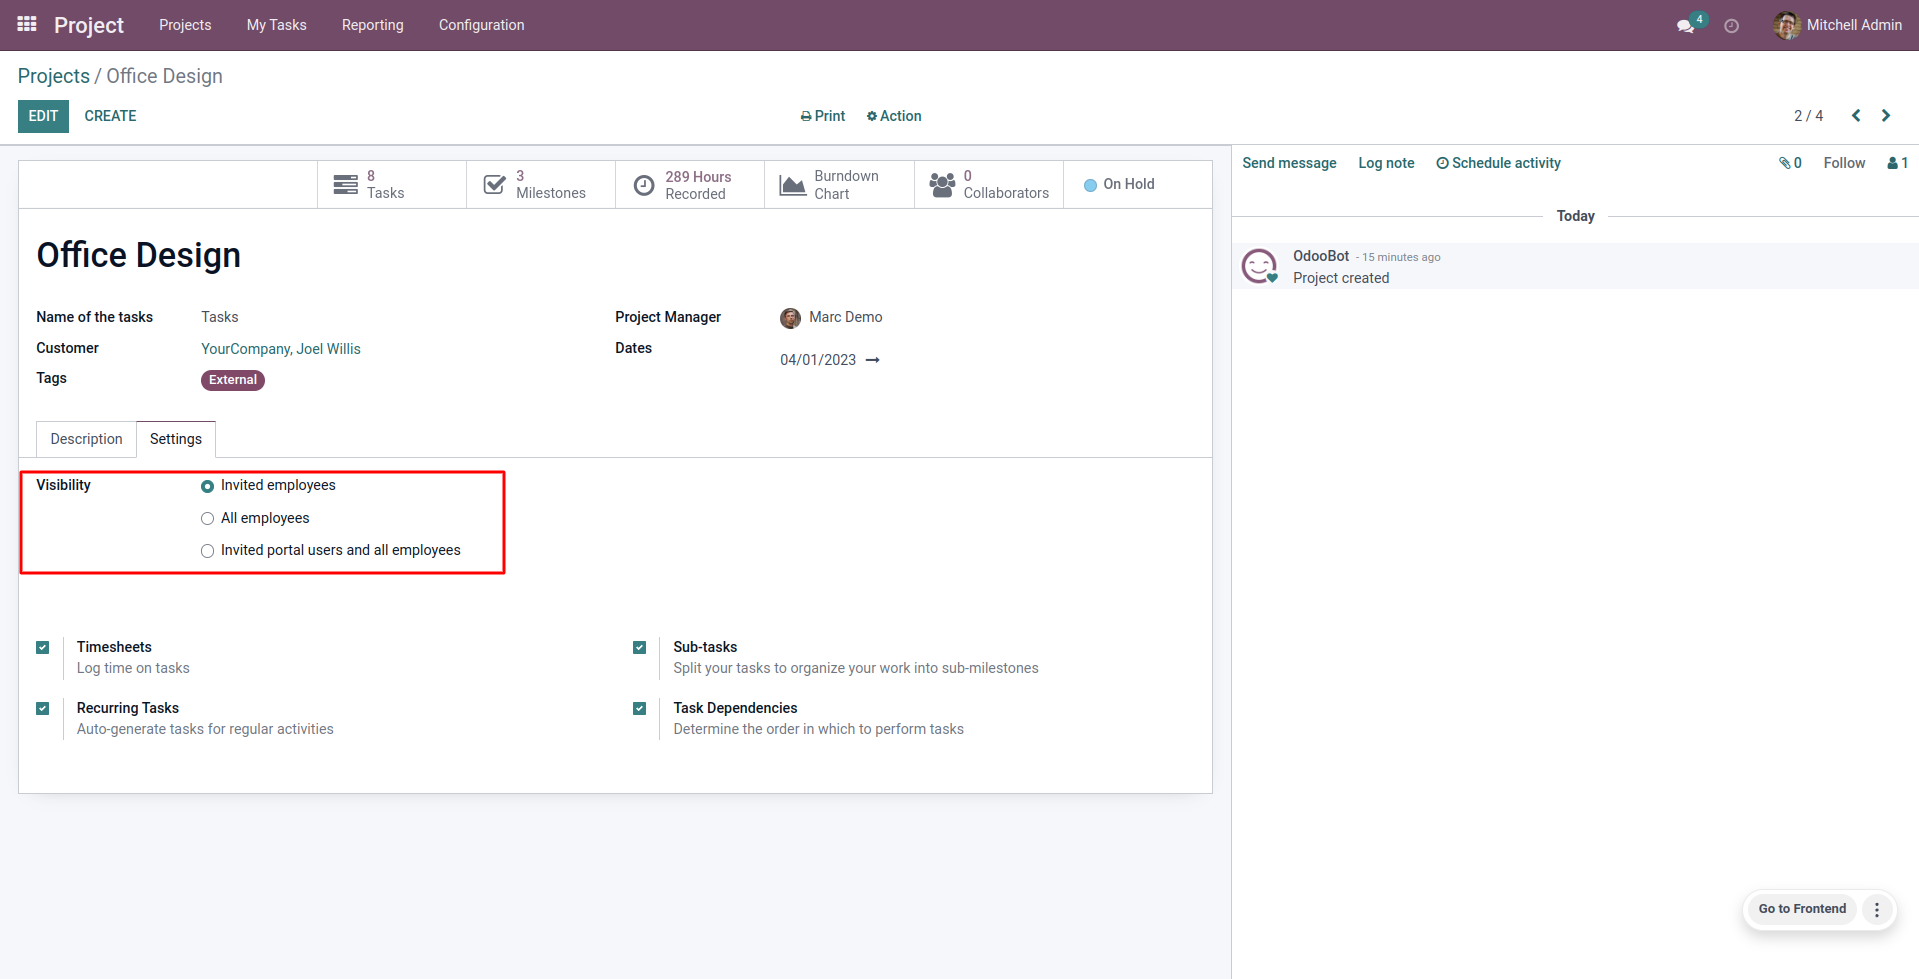 Project
Projects
My Tasks
Reporting
Configuration
4
Mitchell Admin
Projects / Office Design
EDIT
CREATE
Print
Action
2 / 4
8
Tasks
3
Milestones
289 Hours
Recorded
Burndown
Chart
0
Collaborators
On Hold
Send message
Log note
Schedule activity
0
Follow
1
Today
OdooBot - 15 minutes ago
Project created
Office Design
Name of the tasks
Tasks
Project Manager
Marc Demo
Customer
YourCompany, Joel Willis
Dates
04/01/2023
Tags
External
Description
Settings
Visibility
Invited employees
All employees
Invited portal users and all employees
Timesheets
Log time on tasks
Sub-tasks
Split your tasks to organize your work into sub-milestones
Recurring Tasks
Auto-generate tasks for regular activities
Task Dependencies
Determine the order in which to perform tasks
Go to Frontend